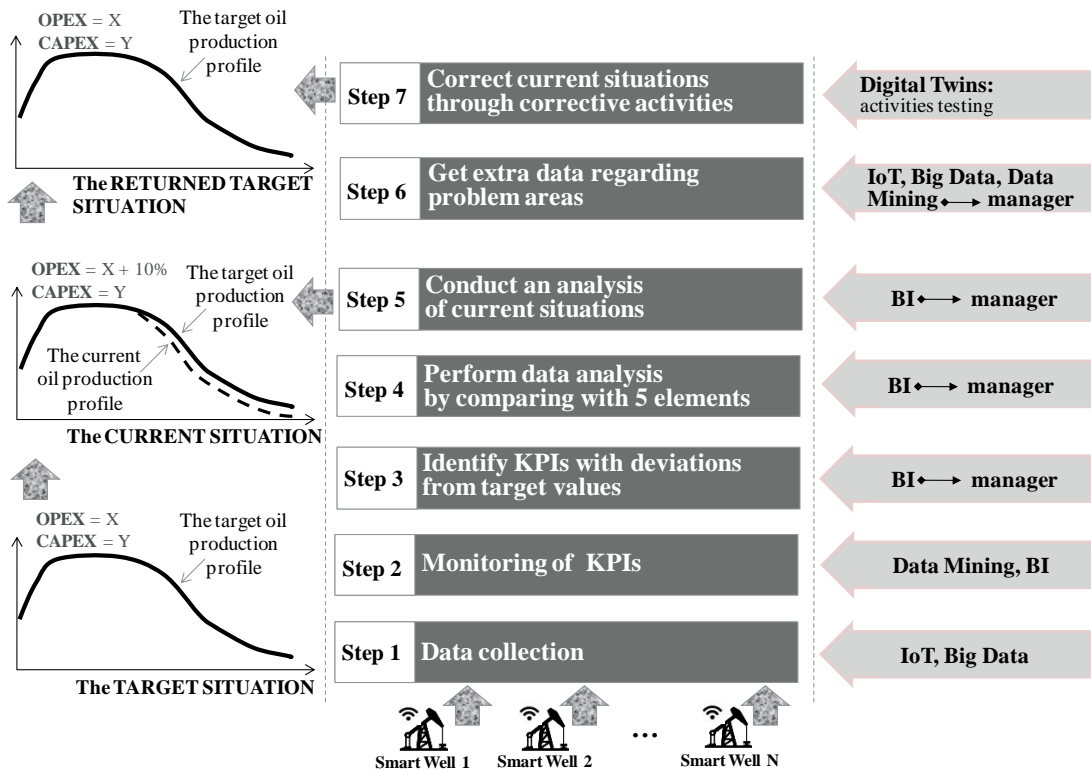 OPEX = X
CAPEX = Y
The target oil
production
profile
The RETURNED TARGET
SITUATION
OPEX = X + 10%
CAPEX = Y
The target oil
production
profile
The current
oil production
profile
The CURRENT SITUATION
OPEX = X
CAPEX = Y
The target oil
production
profile
The TARGET SITUATION
Step 7
Correct current situations
through corrective activities
Step 6
Get extra data regarding
problem areas
Step 5
Conduct an analysis
of current situations
Step 4
Perform data analysis
by comparing with 5 elements
Step 3
Identify KPIs with deviations
from target values
Step 2
Monitoring of KPIs
Step 1
Data collection
Smart Well 1
Smart Well 2
...
Smart Well N
Digital Twins:
activities testing
IoT, Big Data, Data
Mining manager
BI manager
BI manager
BI manager
Data Mining, BI
IoT, Big Data